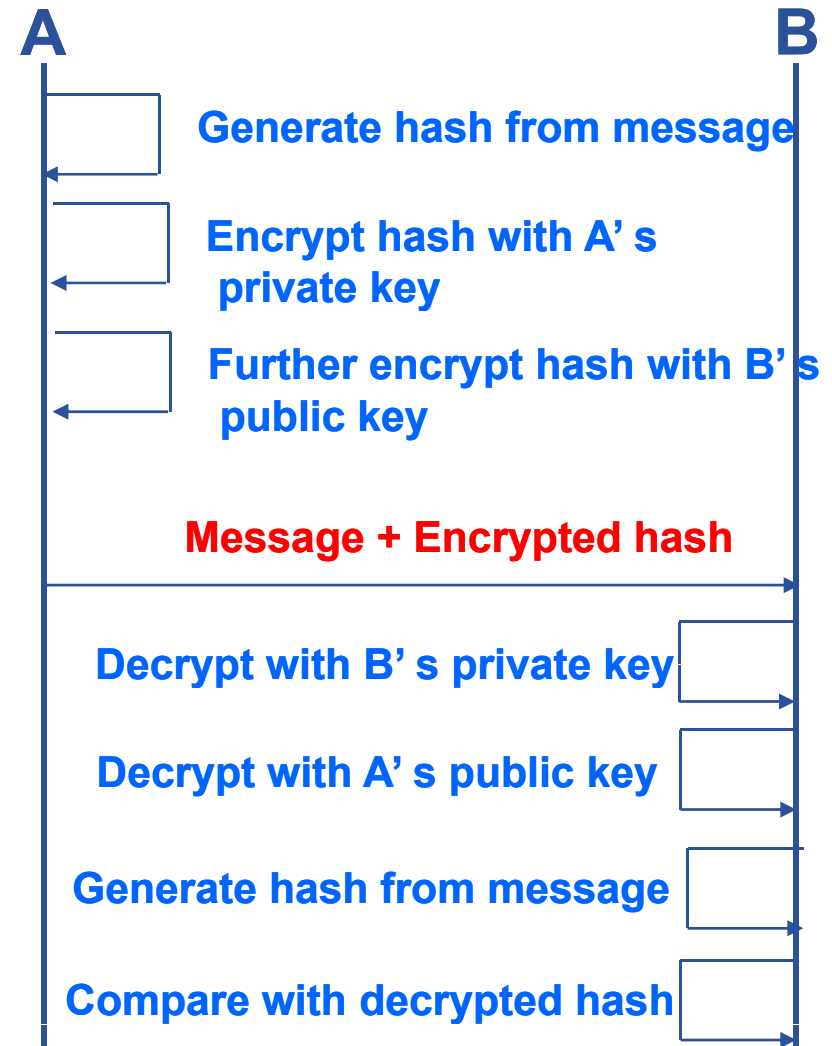 A
B
Generate hash from message
Encrypt hash with A’ s
private key
Further encrypt hash with B’ s
public key
Message + Encrypted hash
Decrypt with B’ s private key
Decrypt with A’ s public key
Generate hash from message
Compare with decrypted hash